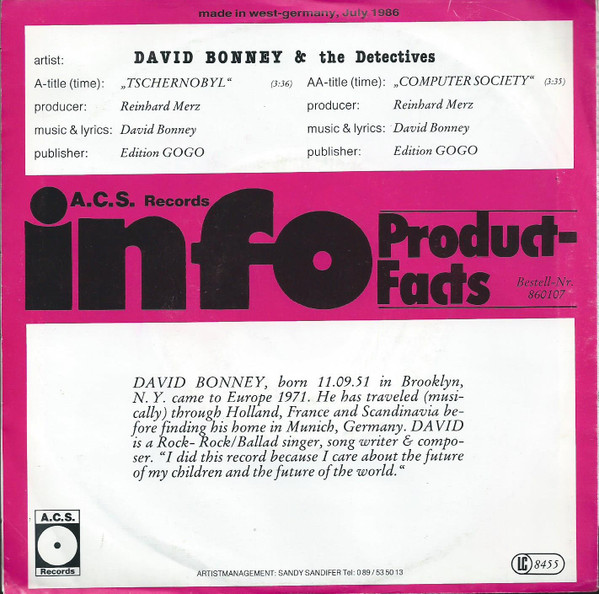 made in west-germany, July 1986
artist: DAVID BONNEY & the Detectives
A-title (time): „TSCHERNOBYL“ (3:36) AA-title (time): „COMPUTER SOCIETY“ (3:35)
producer: Reinhard Merz producer: Reinhard Merz
music & lyrics: David Bonney music & lyrics: David Bonney
publisher: Edition GOGO publisher: Edition GOGO
A.C.S. Records
info Product-
Facts Bestell-Nr.
860107
DAVID BONNEY, born 11.09.51 in Brooklyn,
N. Y. came to Europe 1971. He has traveled (musi-
cally) through Holland, France and Scandinavia be-
fore finding his home in Munich, Germany. DAVID
is a Rock- Rock/Ballad singer, song writer & compo-
ser. “I did this record because I care about the future
of my children and the future of the world.“
A.C.S.
Records
ARTISTMANAGEMENT: SANDY SANDIFER Tel: 0 89 / 53 50 13
LC 8455